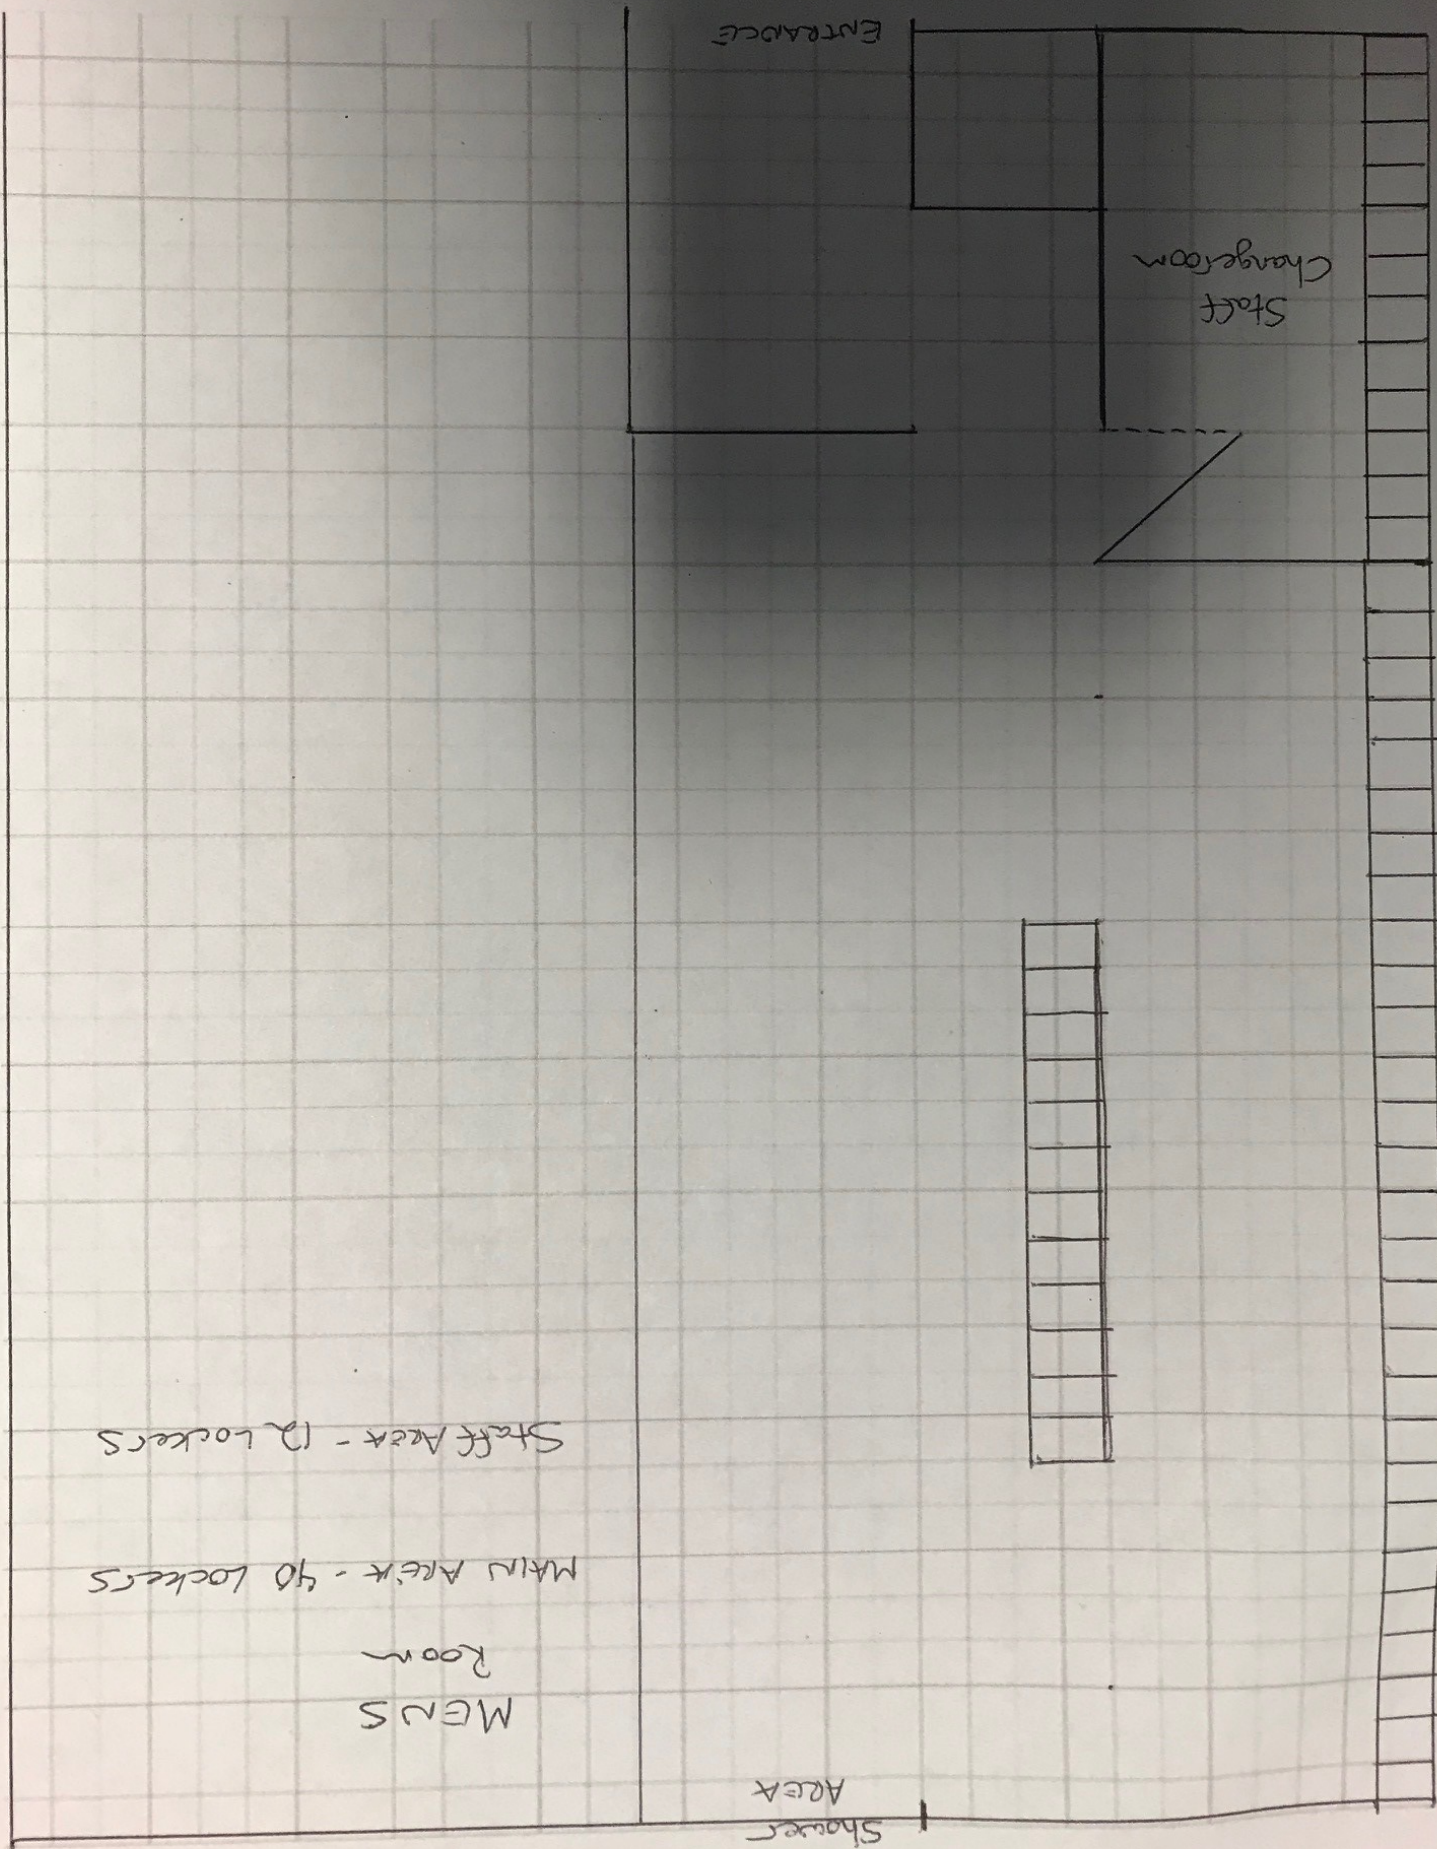 Shower
AREA
MENS
Room
MAIN AREA - 40 Lockers
Staff AREA - 12 Lockers
Staff
Changeroom
ENTRANCE